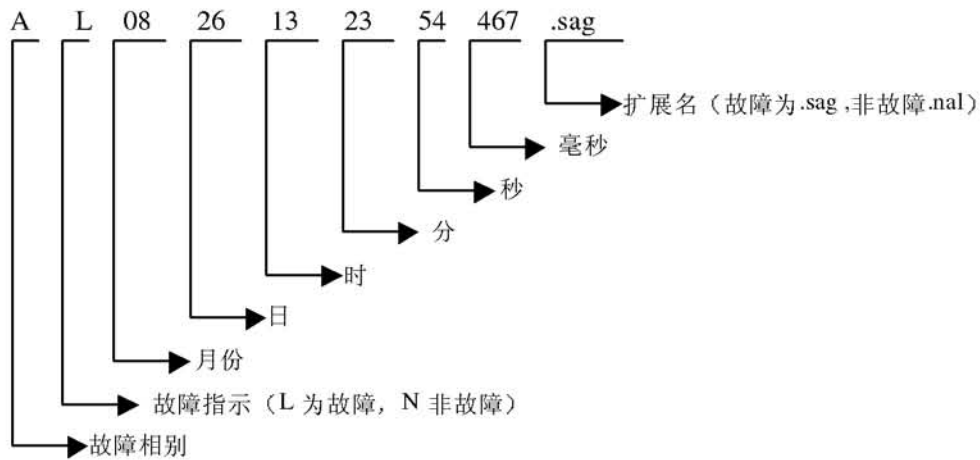 A L 08 26 13 23 54 467 .sag
扩展名（故障为.sag ,非故障.nal）
毫秒
秒
分
时
日
月份
故障指示（L 为故障，N 非故障）
故障相别